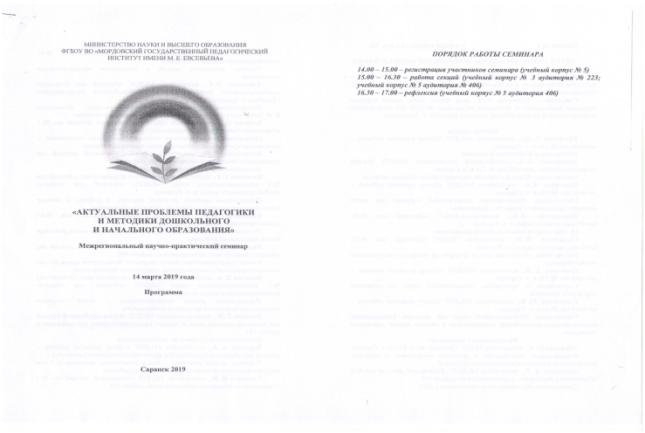 МИНИСТЕРСТВО НАУКИ И ВЫСШЕГО ОБРАЗОВАНИЯ
ФГБОУ ВО «МОРДОВСКИЙ ГОСУДАРСТВЕННЫЙ ПЕДАГОГИЧЕСКИЙ
ИНСТИТУТ ИМЕНИ М. Е. ЕВСЕВЬЕВА»
«АКТУАЛЬНЫЕ ПРОБЛЕМЫ ПЕДАГОГИКИ
И МЕТОДИКИ ДОШКОЛЬНОГО
И НАЧАЛЬНОГО ОБРАЗОВАНИЯ»
Межрегиональный научно-практический семинар
14 марта 2019 года
Программа
Саранск 2019
ПОРЯДОК РАБОТЫ СЕМИНАРА
14.00 – 15.00 – регистрация участников семинара (учебный корпус № 5)
15.00 – 16.30 – работа секций (учебный корпус № 3 аудитория № 223;
учебный корпус № 5 аудитория № 406)
16.30 – 17.00 – рефлексия (учебный корпус № 5 аудитория 406)